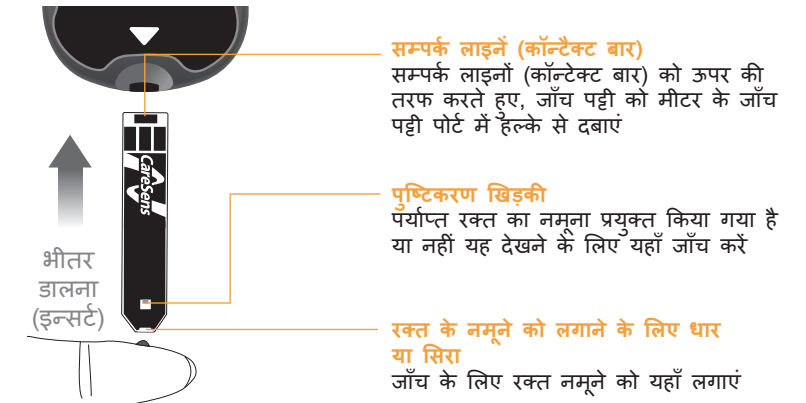 सम्पर्क लाइनें (कॉन्टैक्ट बार)
सम्पर्क लाइनों (कॉन्टेक्ट बार) को ऊपर की
तरफ करते हुए, जाँच पट्टी को मीटर के जाँच
पट्टी पोर्ट में हल्के से दबाएं
CareSens
N
पुष्टिकरण खिड़की
पर्याप्त रक्त का नमूना प्रयुक्त किया गया है
या नहीं यह देखने के लिए यहाँ जाँच करें
भीतर
डालना
(इन्सर्ट)
रक्त के नमूने को लगाने के लिए धार
या सिरा
जाँच के लिए रक्त नमूने को यहाँ लगाएं